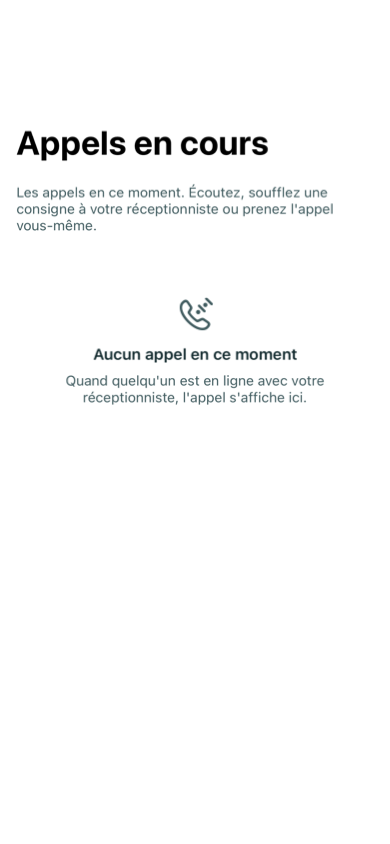 Appels en cours
Les appels en ce moment. Écoutez, soufflez une
consigne à votre réceptionniste ou prenez l'appel
vous-même.
Aucun appel en ce moment
Quand quelqu'un est en ligne avec votre
réceptionniste, l'appel s'affiche ici.